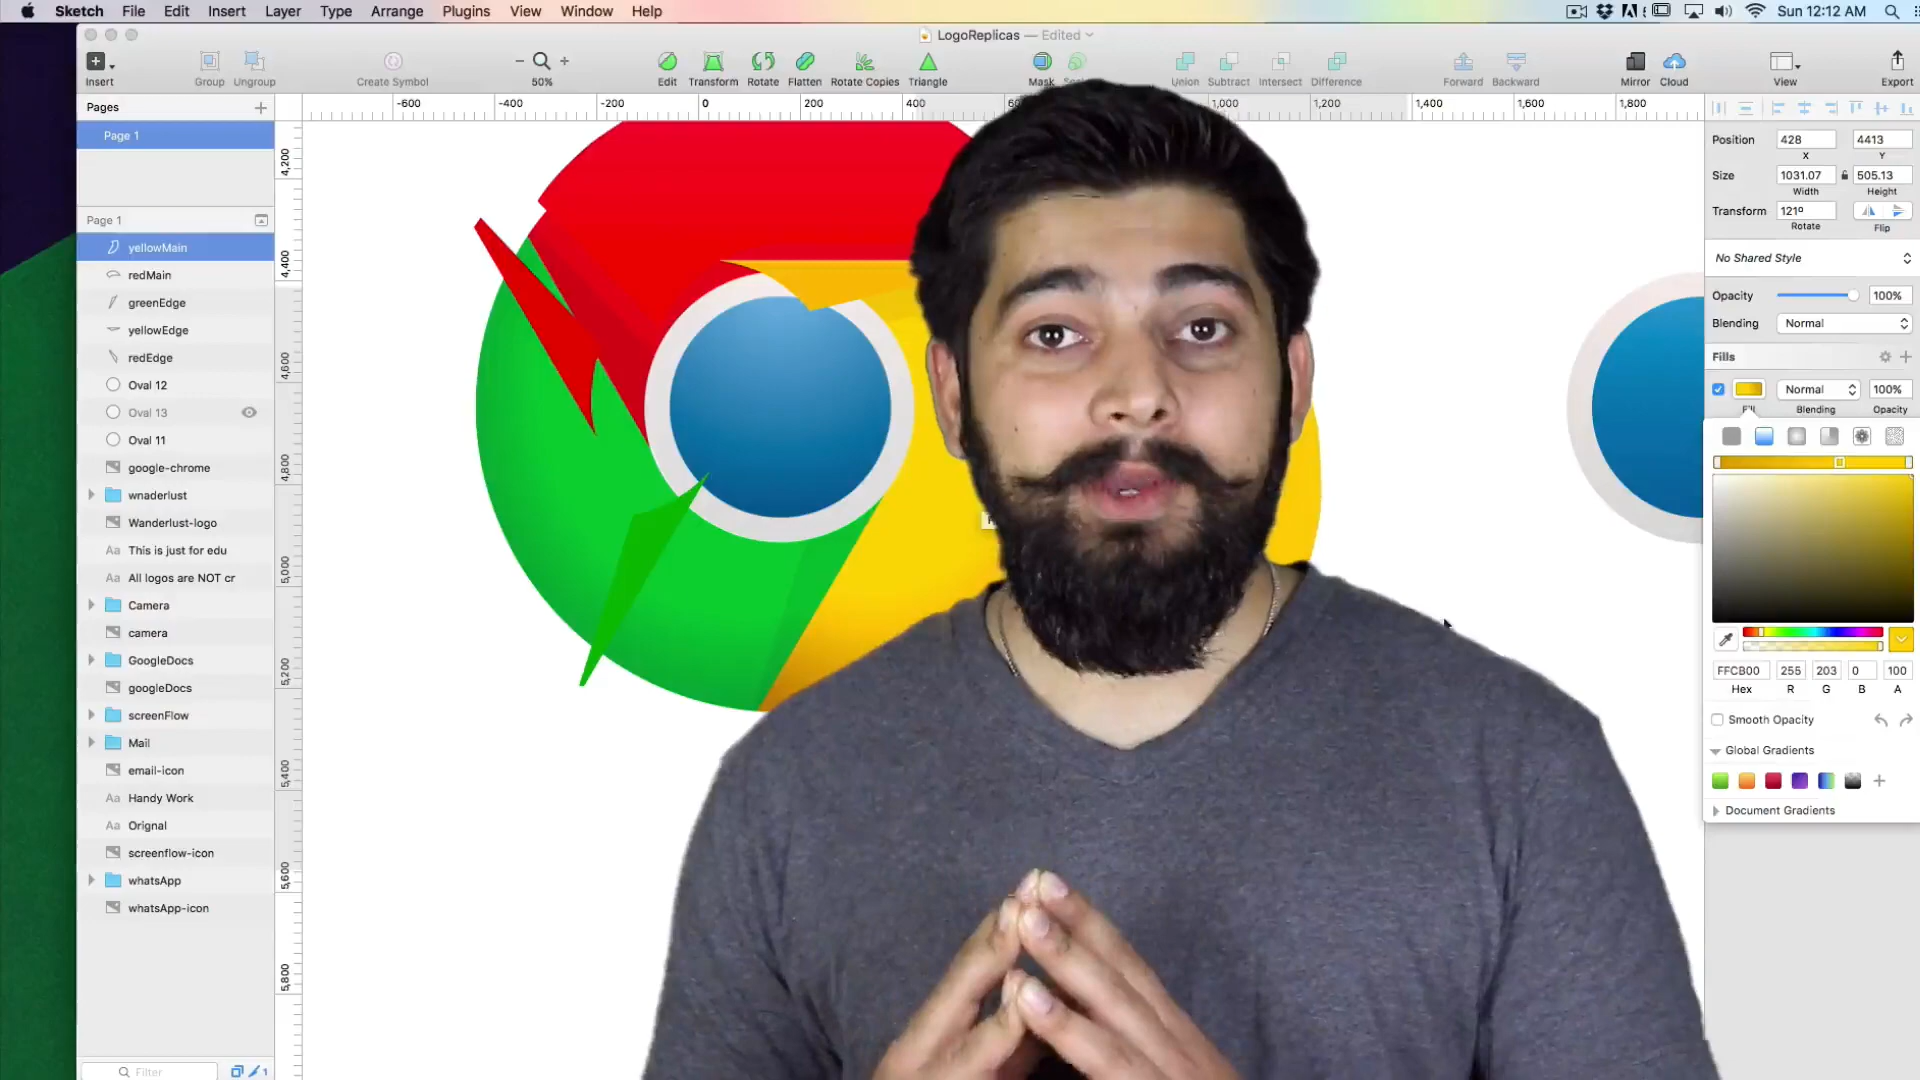 Sketch File Edit Insert Layer Type Arrange Plugins View Window Help Sun 12:12 AM
LogoReplicas — Edited
50%
Insert Group Ungroup Create Symbol Edit Transform Rotate Flatten Rotate Copies Triangle Mask Union Subtract Intersect Difference Forward Backward Mirror Cloud View Export
Pages
-600 -400 -200 0 200 400 1,000 1,200 1,400 1,600 1,800
Page 1
Page 1
yellowMain
redMain
greenEdge
yellowEdge
redEdge
Oval 12
Oval 13
Oval 11
google-chrome
wnaderlust
Wanderlust-logo
Aa This is just for edu
Aa All logos are NOT cr
Camera
camera
GoogleDocs
googleDocs
screenFlow
Mail
email-icon
Aa Handy Work
Aa Orignal
screenflow-icon
whatsApp
whatsApp-icon
Filter
1
4,200
4,400
4,600
4,800
5,000
5,200
5,400
5,600
5,800
Position 428 4413
X Y
Size 1031.07 505.13
Width Height
Transform 121º
Rotate Flip
No Shared Style
Opacity 100%
Blending Normal
Fills
Normal 100%
Fill Blending Opacity
FFCB00 255 203 0 100
Hex R G B A
Smooth Opacity
Global Gradients
Document Gradients